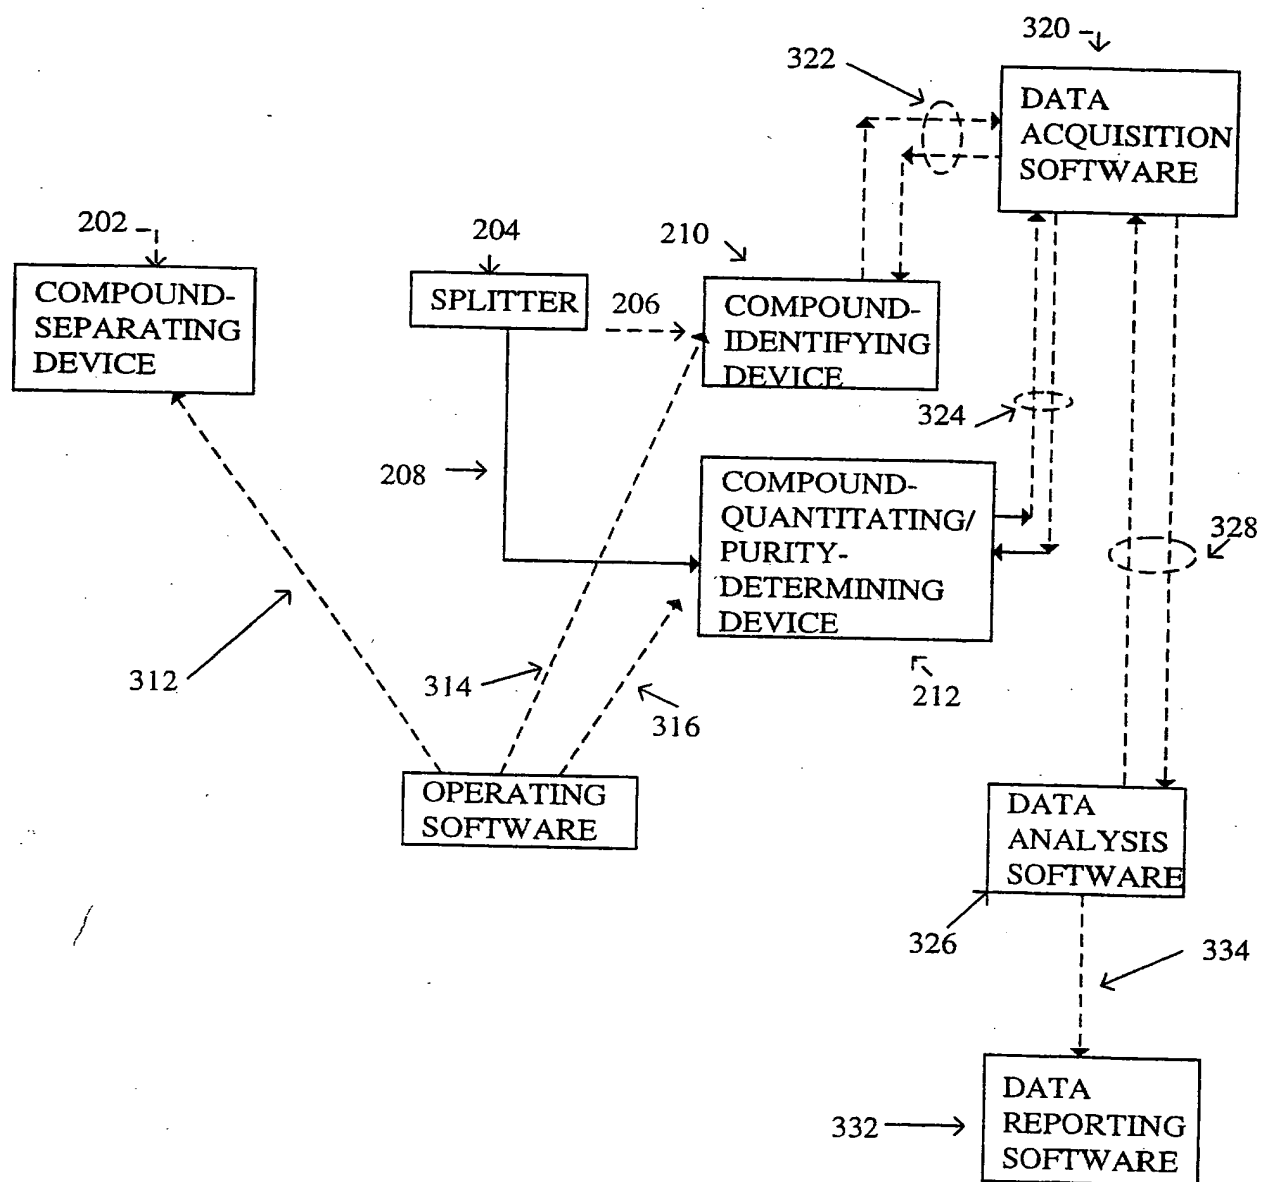 320
322
DATA
ACQUISITION
SOFTWARE
202
204
210
COMPOUND-
SEPARATING
DEVICE
SPLITTER
206
COMPOUND-
IDENTIFYING
DEVICE
324
208
COMPOUND-
QUANTITATING/
PURITY-
DETERMINING
DEVICE
328
312
314
316
212
OPERATING
SOFTWARE
DATA
ANALYSIS
SOFTWARE
326
334
332
DATA
REPORTING
SOFTWARE